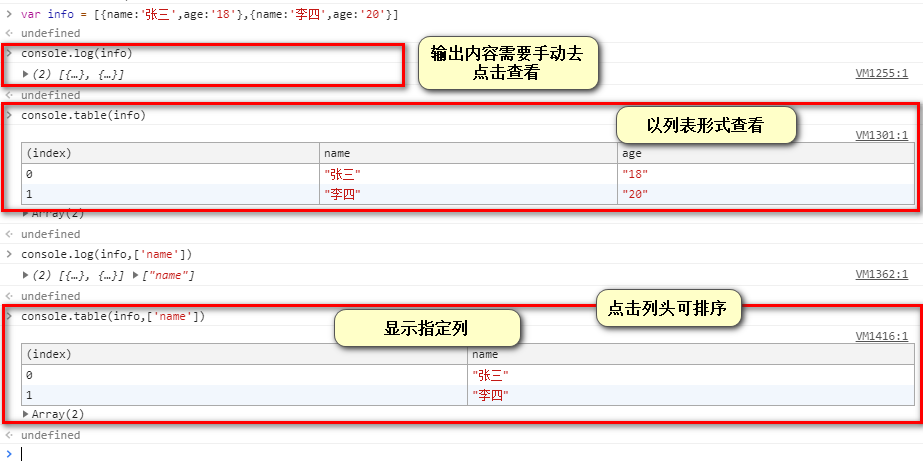 > var info = [{name:'张三',age:'18'},{name:'李四',age:'20'}]
undefined
> console.log(info)
(2) [{…}, {…}] VM1255:1
输出内容需要手动去
点击查看
undefined
> console.table(info)
以列表形式查看
VM1301:1
(index) name age
0 "张三" "18"
1 "李四" "20"
Array(2)
undefined
> console.log(info,['name'])
(2) [{…}, {…}] ["name"] VM1362:1
undefined
点击列头可排序
> console.table(info,['name'])
显示指定列
VM1416:1
(index) name
0 "张三"
1 "李四"
Array(2)
undefined
>